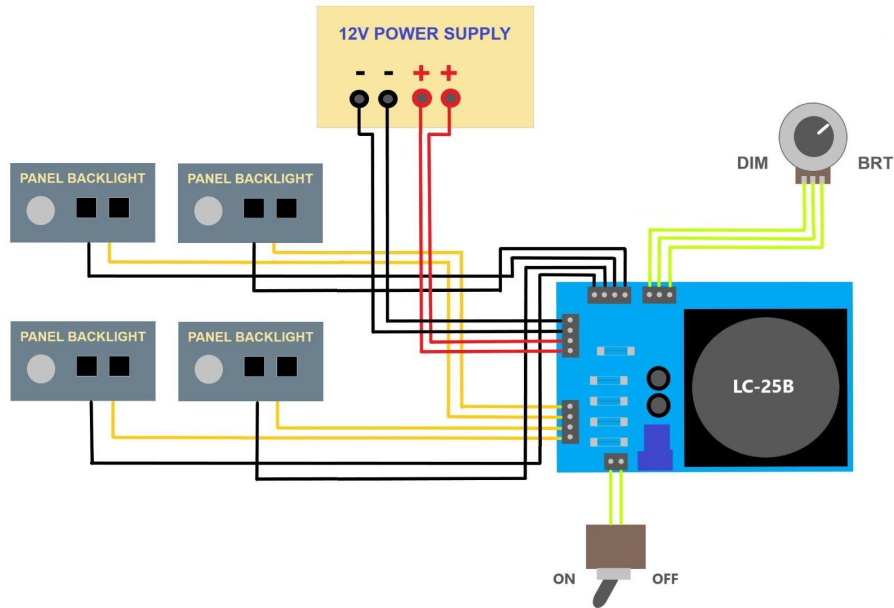 12V POWER SUPPLY
- - + +
DIM BRT
PANEL BACKLIGHT
PANEL BACKLIGHT
PANEL BACKLIGHT
PANEL BACKLIGHT
LC-25B
ON OFF